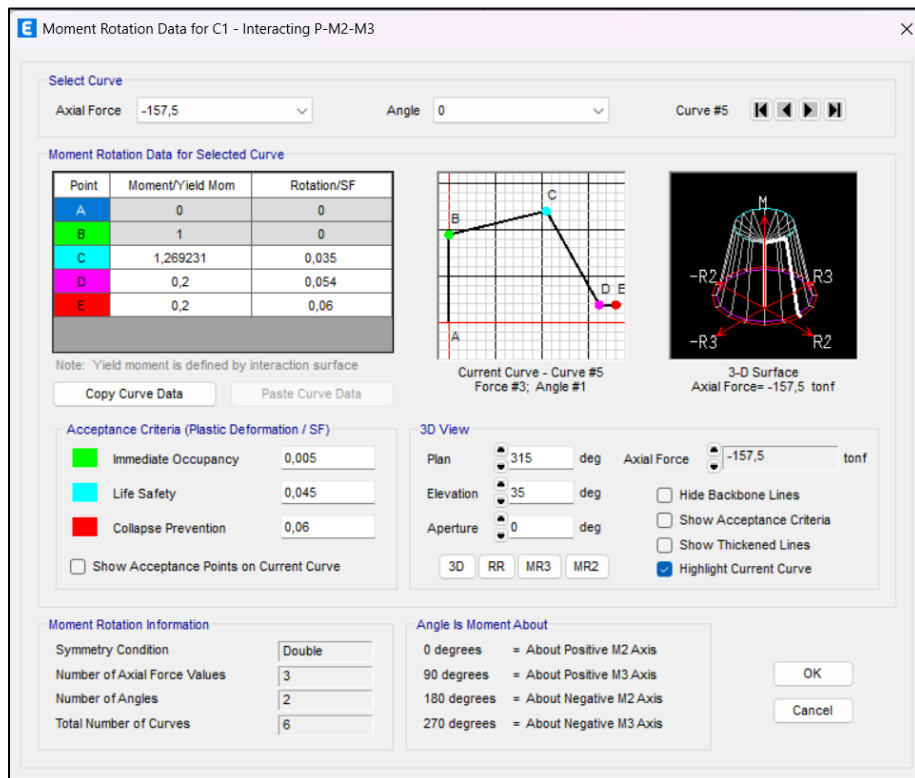 E Moment Rotation Data for C1 - Interacting P-M2-M3
Select Curve
Axial Force -157,5 Angle 0 Curve #5
Moment Rotation Data for Selected Curve
Point Moment/Yield Mom Rotation/SF
A 0 0
B 1 0
C 1,269231 0,035
D 0,2 0,054
E 0,2 0,06
Note: Yield moment is defined by interaction surface
Copy Curve Data Paste Curve Data
B C D E
A
Current Curve - Curve #5
Force #3; Angle #1
M
-R2 R3
-R3 R2
3-D Surface
Axial Force= -157,5 tonf
Acceptance Criteria (Plastic Deformation / SF)
Immediate Occupancy 0,005
Life Safety 0,045
Collapse Prevention 0,06
Show Acceptance Points on Current Curve
3D View
Plan 315 deg Axial Force -157,5 tonf
Elevation 35 deg Hide Backbone Lines
Show Acceptance Criteria
Aperture 0 deg Show Thickened Lines
3D RR MR3 MR2 Highlight Current Curve
Moment Rotation Information
Symmetry Condition Double
Number of Axial Force Values 3
Number of Angles 2
Total Number of Curves 6
Angle Is Moment About
0 degrees = About Positive M2 Axis
90 degrees = About Positive M3 Axis
180 degrees = About Negative M2 Axis
270 degrees = About Negative M3 Axis
OK
Cancel